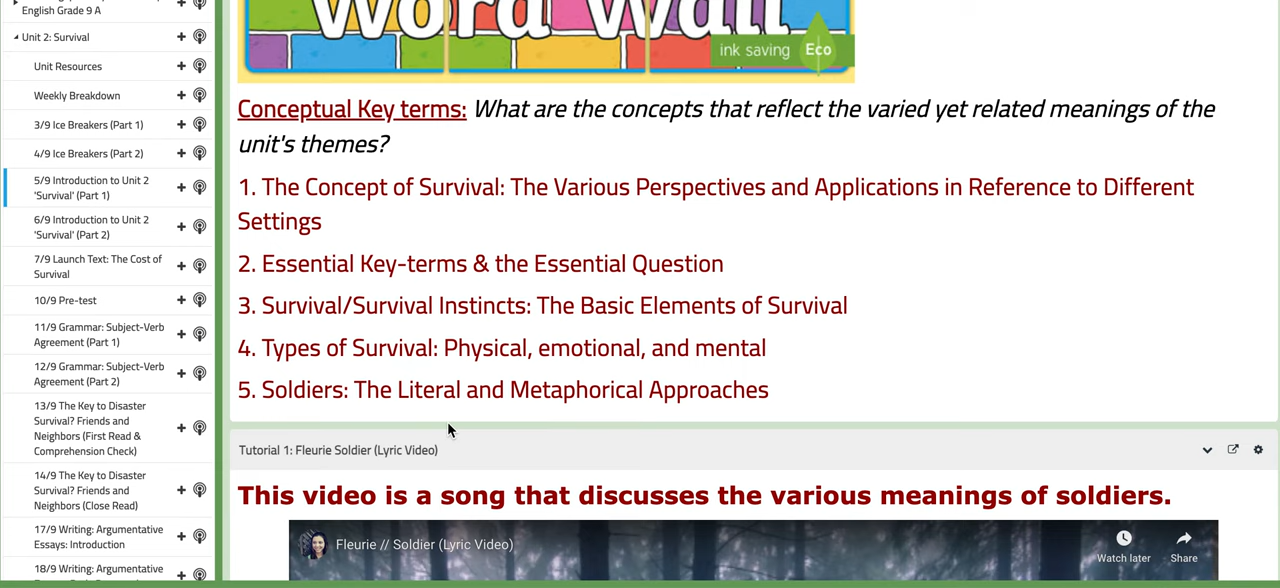 English Grade 9 A
Unit 2: Survival
Unit Resources
Weekly Breakdown
3/9 Ice Breakers (Part 1)
4/9 Ice Breakers (Part 2)
5/9 Introduction to Unit 2
'Survival' (Part 1)
6/9 Introduction to Unit 2
'Survival' (Part 2)
7/9 Launch Text: The Cost of
Survival
10/9 Pre-test
11/9 Grammar: Subject-Verb
Agreement (Part 1)
12/9 Grammar: Subject-Verb
Agreement (Part 2)
13/9 The Key to Disaster
Survival? Friends and
Neighbors (First Read &
Comprehension Check)
14/9 The Key to Disaster
Survival? Friends and
Neighbors (Close Read)
17/9 Writing: Argumentative
Essays: Introduction
18/9 Writing: Argumentative
Word Wall
ink saving Eco
Conceptual Key terms: What are the concepts that reflect the varied yet related meanings of the
unit's themes?
1. The Concept of Survival: The Various Perspectives and Applications in Reference to Different
Settings
2. Essential Key-terms & the Essential Question
3. Survival/Survival Instincts: The Basic Elements of Survival
4. Types of Survival: Physical, emotional, and mental
5. Soldiers: The Literal and Metaphorical Approaches
Tutorial 1: Fleurie Soldier (Lyric Video)
This video is a song that discusses the various meanings of soldiers.
Fleurie // Soldier (Lyric Video)
Watch later
Share